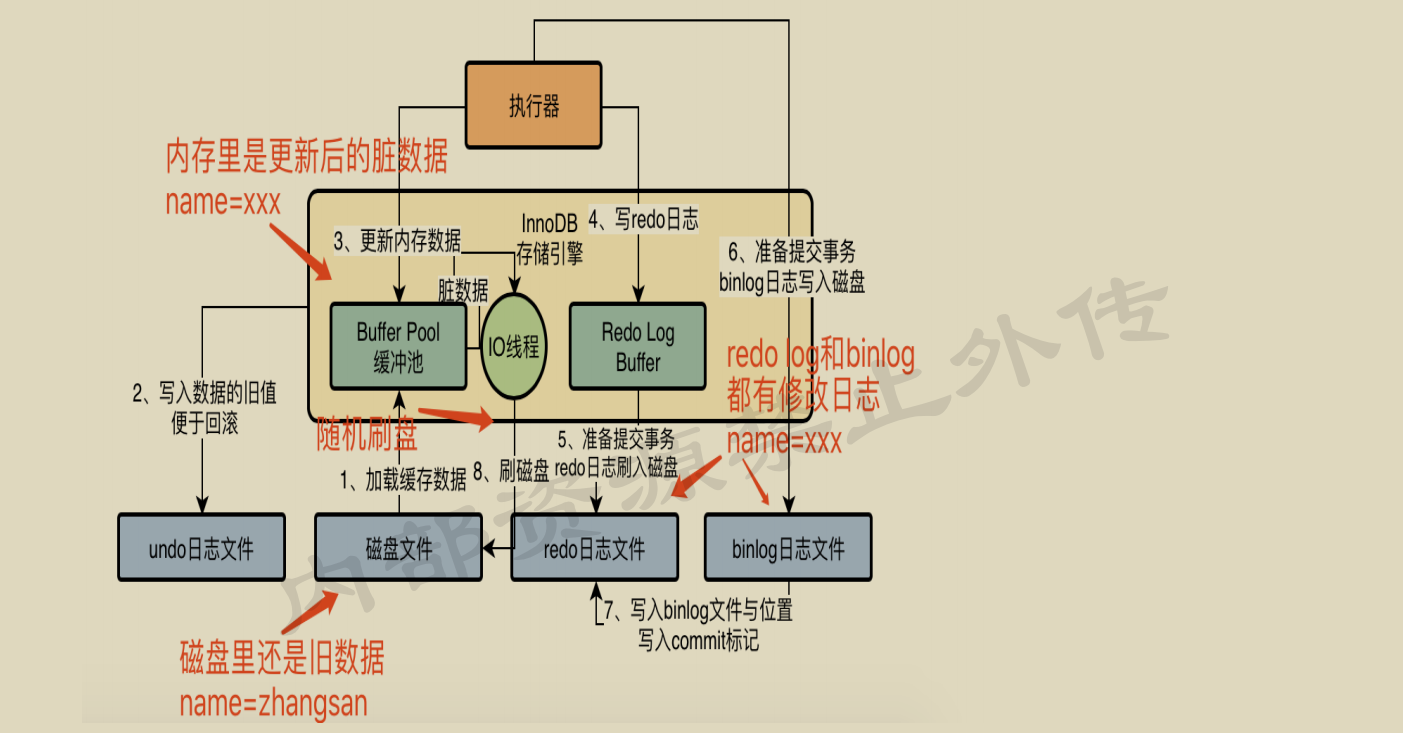 执行器
内存里是更新后的脏数据
name=xxx
InnoDB
存储引擎
3、更新内存数据
4、写redo日志
6、准备提交事务
binlog日志写入磁盘
脏数据
Buffer Pool
缓冲池
IO线程
Redo Log
Buffer
redo log和binlog
都有修改日志
name=xxx
2、写入数据的旧值
便于回滚
随机刷盘
1、加载缓存数据
8、刷磁盘
5、准备提交事务
redo日志刷入磁盘
undo日志文件
磁盘文件
redo日志文件
binlog日志文件
7、写入binlog文件与位置
写入commit标记
磁盘里还是旧数据
name=zhangsan
内部资源禁止外传